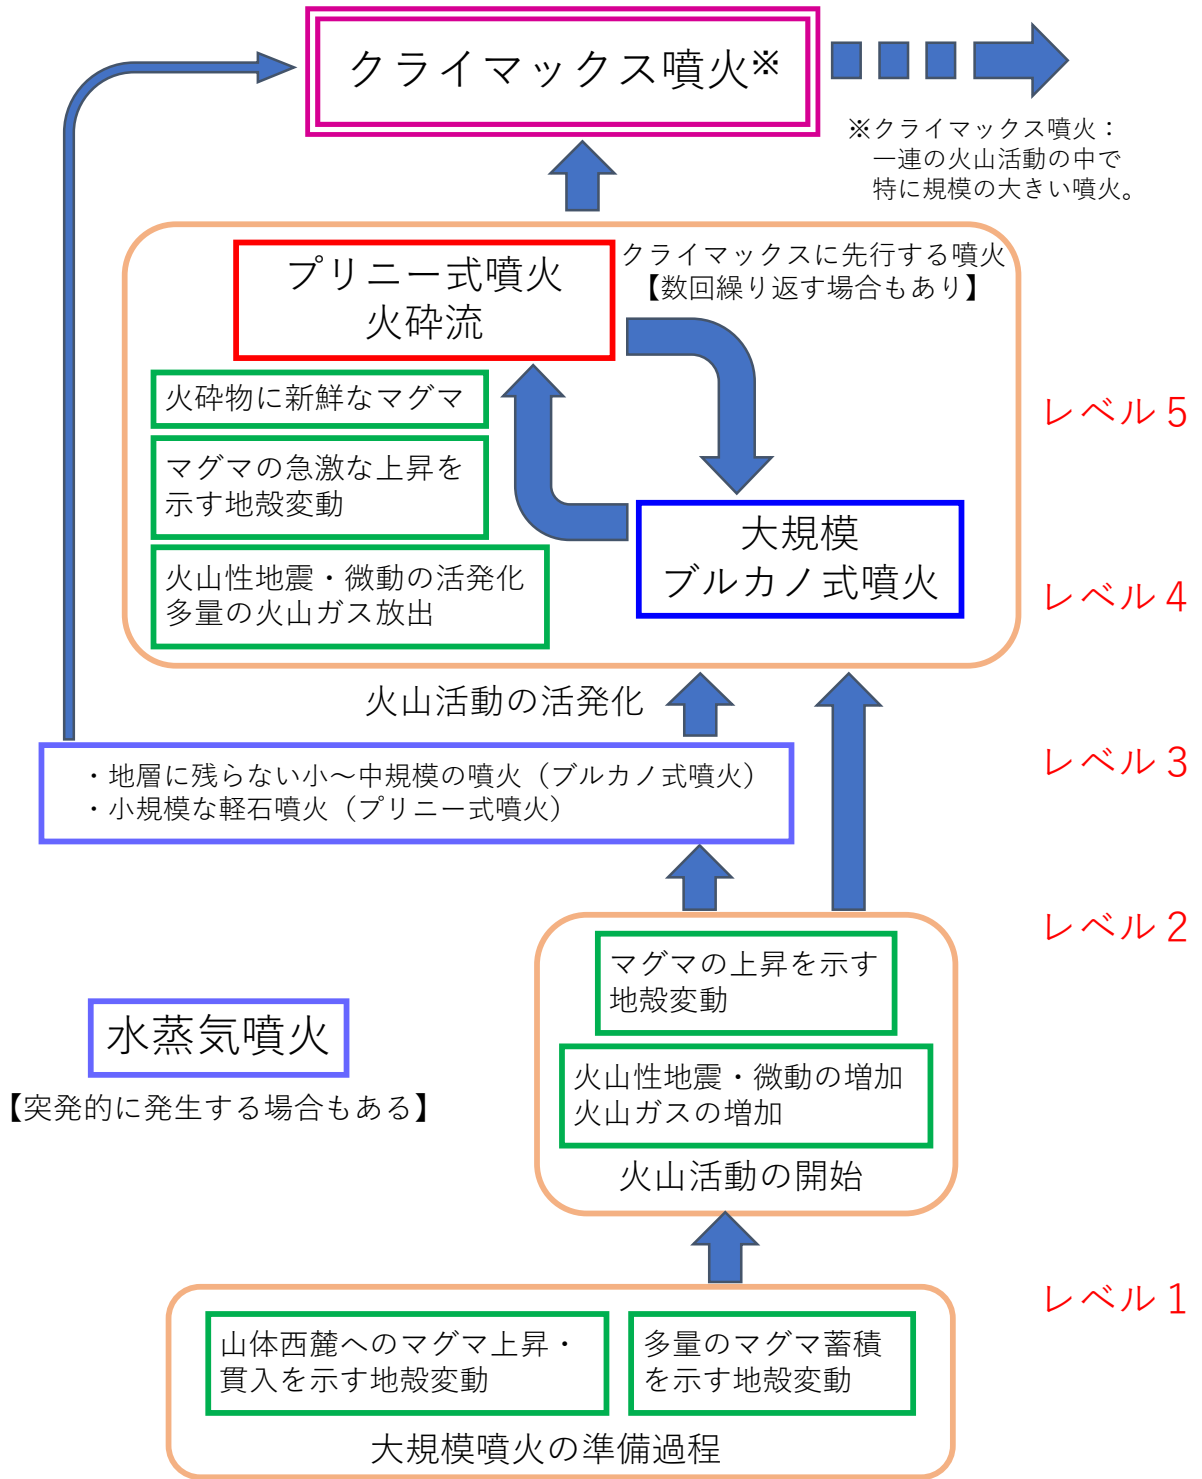 クライマックス噴火※
※クライマックス噴火：
一連の火山活動の中で
特に規模の大きい噴火。
プリニー式噴火
火砕流
クライマックスに先行する噴火
【数回繰り返す場合もあり】
火砕物に新鮮なマグマ
マグマの急激な上昇を
示す地殻変動
火山性地震・微動の活発化
多量の火山ガス放出
大規模
ブルカノ式噴火
レベル５
レベル４
火山活動の活発化
・地層に残らない小～中規模の噴火（ブルカノ式噴火）
・小規模な軽石噴火（プリニー式噴火）
レベル３
レベル２
マグマの上昇を示す
地殻変動
火山性地震・微動の増加
火山ガスの増加
火山活動の開始
水蒸気噴火
【突発的に発生する場合もある】
レベル１
山体西麓へのマグマ上昇・
貫入を示す地殻変動
多量のマグマ蓄積
を示す地殻変動
大規模噴火の準備過程